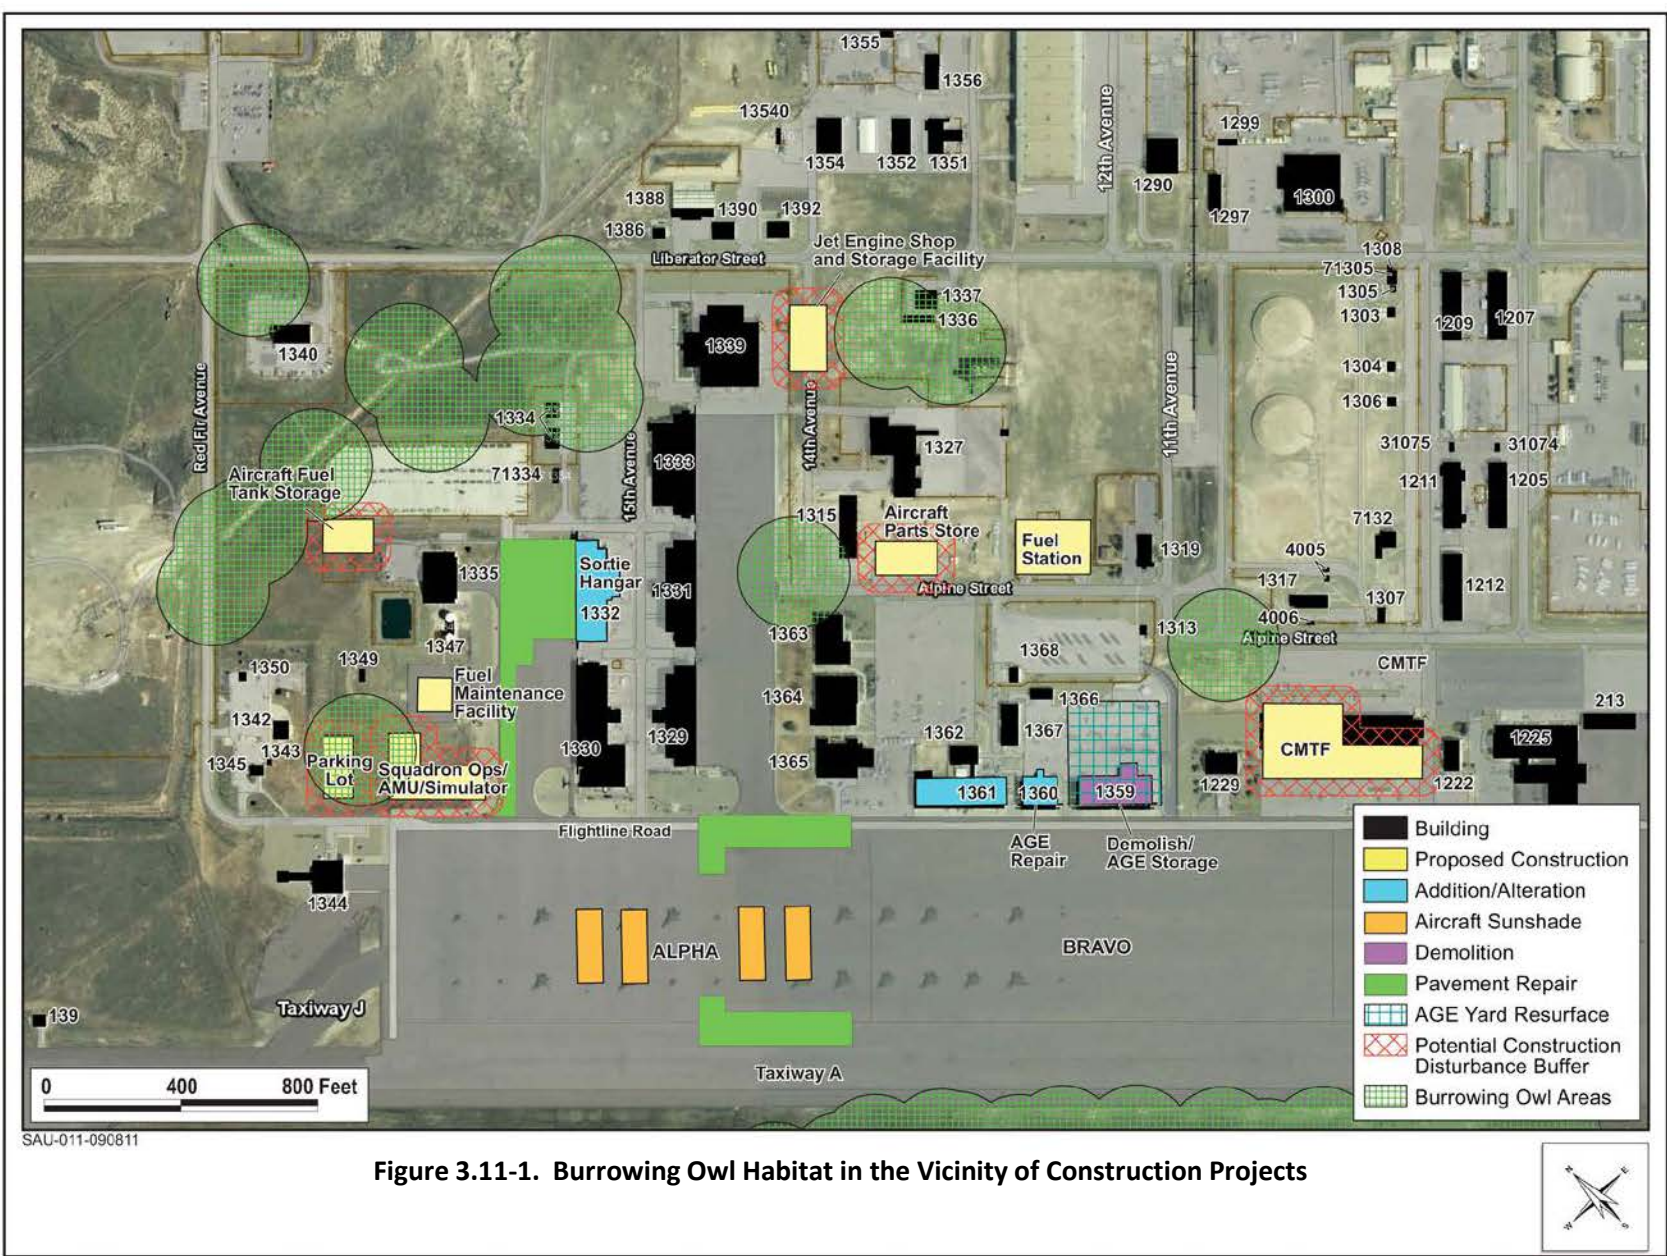 1355
1356
13540
1354
1352
1351
12th Avenue
1299
1290
1300
1297
1388
1390
1392
1386
Liberator Street
Jet Engine Shop
and Storage Facility
1308
71305
1305
1303
1337
1336
1209
1207
1340
1339
1304
1306
Red Fir Avenue
14th Avenue
11th Avenue
1334
15th Avenue
1327
31075
31074
Aircraft Fuel
Tank Storage
71334
1333
1211
1205
1315
Aircraft
Parts Store
7132
Fuel
Station
1319
4005
Sortie
Hangar
1335
1331
Alpine Street
1317
1212
1332
1307
4006
1363
1313
Alpine Street
1347
1368
CMTF
1350
1349
Fuel
Maintenance
Facility
1364
1366
213
1342
1362
1367
1343
1330
1329
1225
1345
Parking
Lot
Squadron Ops/
AMU/Simulator
1365
CMTF
1229
1222
1361
1360
1359
Flightline Road
AGE
Repair
Demolish/
AGE Storage
1344
ALPHA
BRAVO
139
Taxiway J
Taxiway A
Building
Proposed Construction
Addition/Alteration
Aircraft Sunshade
Demolition
Pavement Repair
AGE Yard Resurface
Potential Construction
Disturbance Buffer
Burrowing Owl Areas
0 400 800 Feet
SAU-011-090811
Figure 3.11-1. Burrowing Owl Habitat in the Vicinity of Construction Projects
N
E
W
S